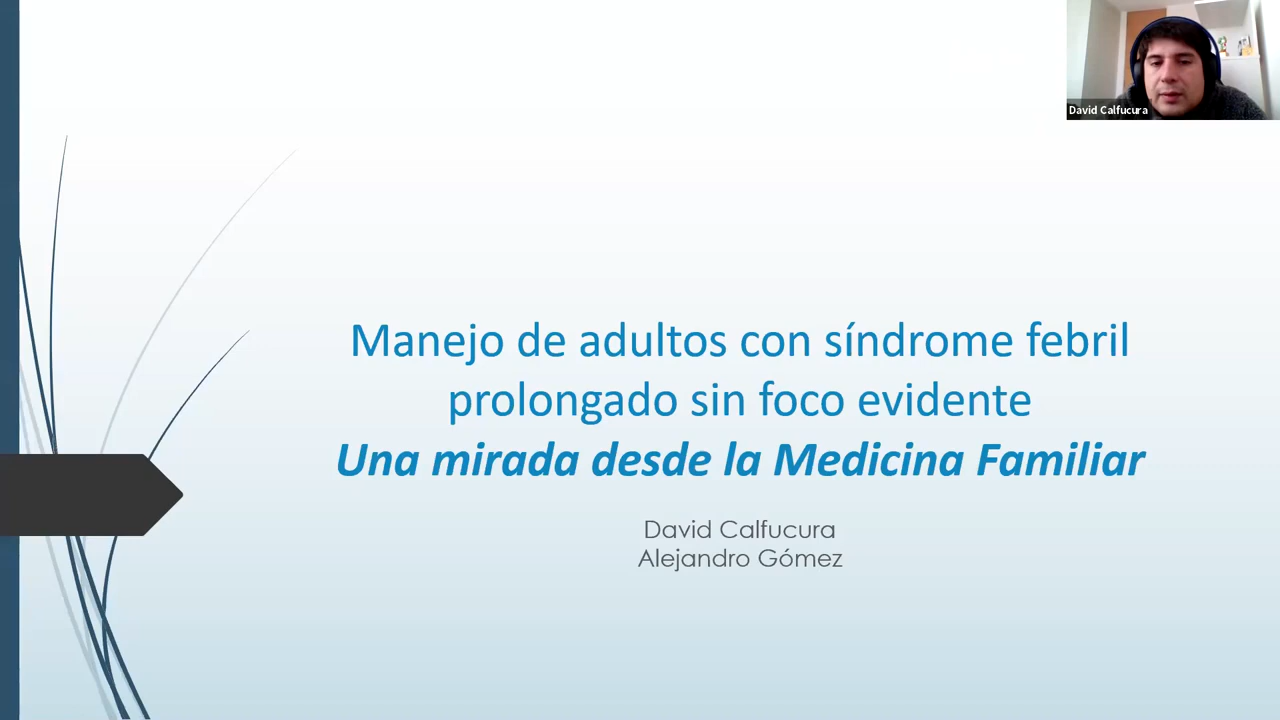 David Calfucura
Manejo de adultos con síndrome febril
prolongado sin foco evidente
Una mirada desde la Medicina Familiar
David Calfucura
Alejandro Gómez